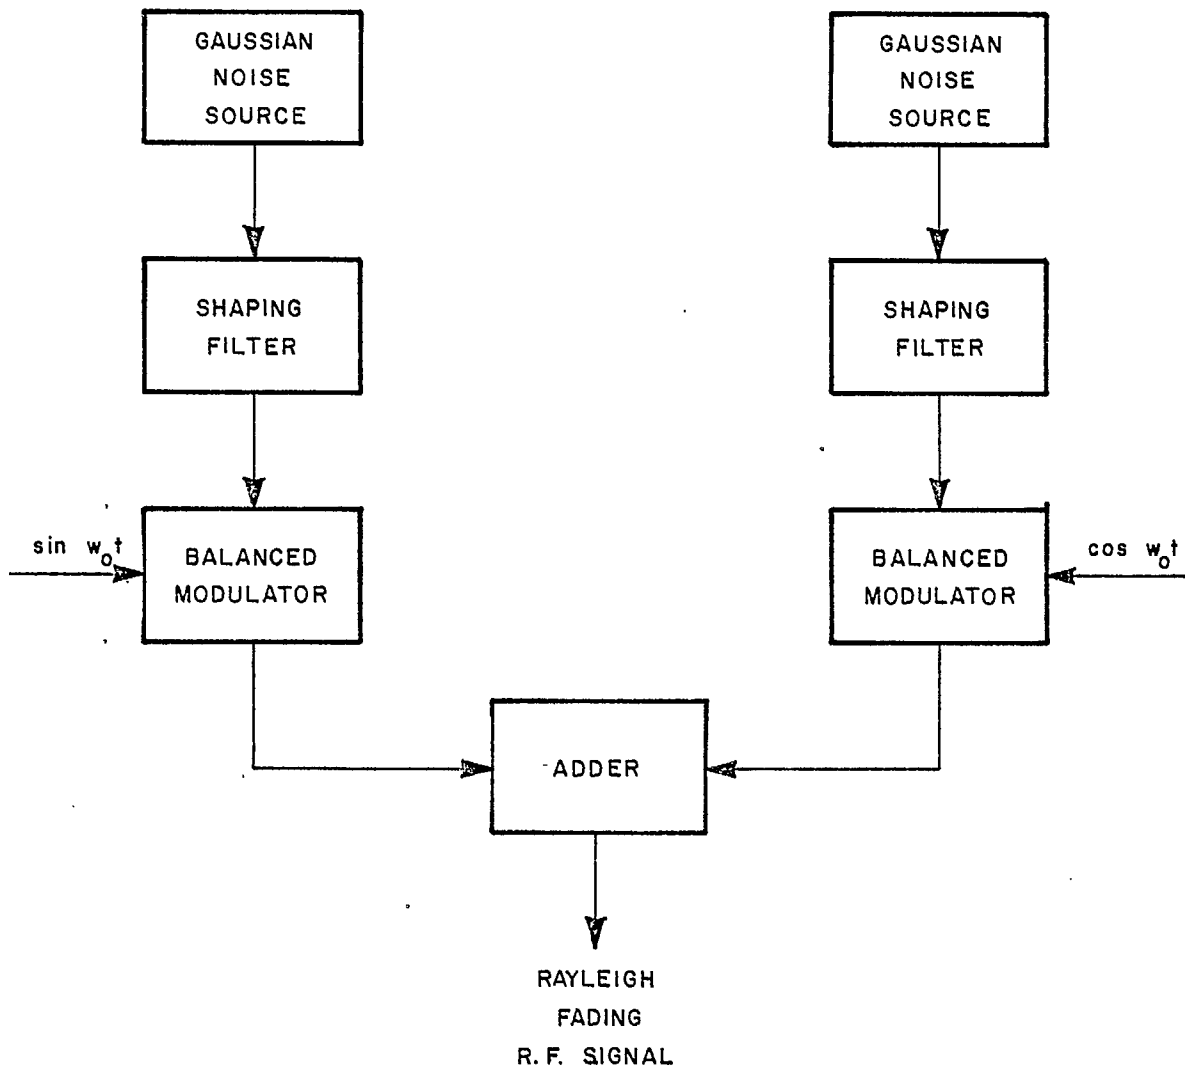 GAUSSIAN
NOISE
SOURCE
GAUSSIAN
NOISE
SOURCE
SHAPING
FILTER
SHAPING
FILTER
sin w₀t
BALANCED
MODULATOR
BALANCED
MODULATOR
cos w₀t
ADDER
RAYLEIGH
FADING
R.F. SIGNAL